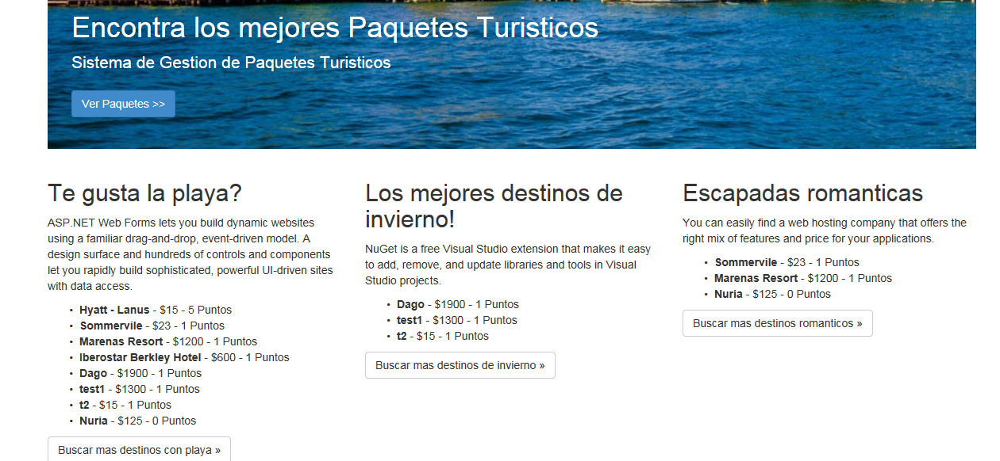 Encontra los mejores Paquetes Turisticos
Sistema de Gestion de Paquetes Turisticos
Ver Paquetes >>
Te gusta la playa?
ASP.NET Web Forms lets you build dynamic websites
using a familiar drag-and-drop, event-driven model. A
design surface and hundreds of controls and components
let you rapidly build sophisticated, powerful UI-driven sites
with data access.
• Hyatt - Lanus - $15 - 5 Puntos
• Sommervile - $23 - 1 Puntos
• Marenas Resort - $1200 - 1 Puntos
• Iberostar Berkley Hotel - $600 - 1 Puntos
• Dago - $1900 - 1 Puntos
• test1 - $1300 - 1 Puntos
• t2 - $15 - 1 Puntos
• Nuria - $125 - 0 Puntos
Buscar mas destinos con playa »
Los mejores destinos de
invierno!
NuGet is a free Visual Studio extension that makes it easy
to add, remove, and update libraries and tools in Visual
Studio projects.
• Dago - $1900 - 1 Puntos
• test1 - $1300 - 1 Puntos
• t2 - $15 - 1 Puntos
Buscar mas destinos de invierno »
Escapadas romanticas
You can easily find a web hosting company that offers the
right mix of features and price for your applications.
• Sommervile - $23 - 1 Puntos
• Marenas Resort - $1200 - 1 Puntos
• Nuria - $125 - 0 Puntos
Buscar mas destinos romanticos »